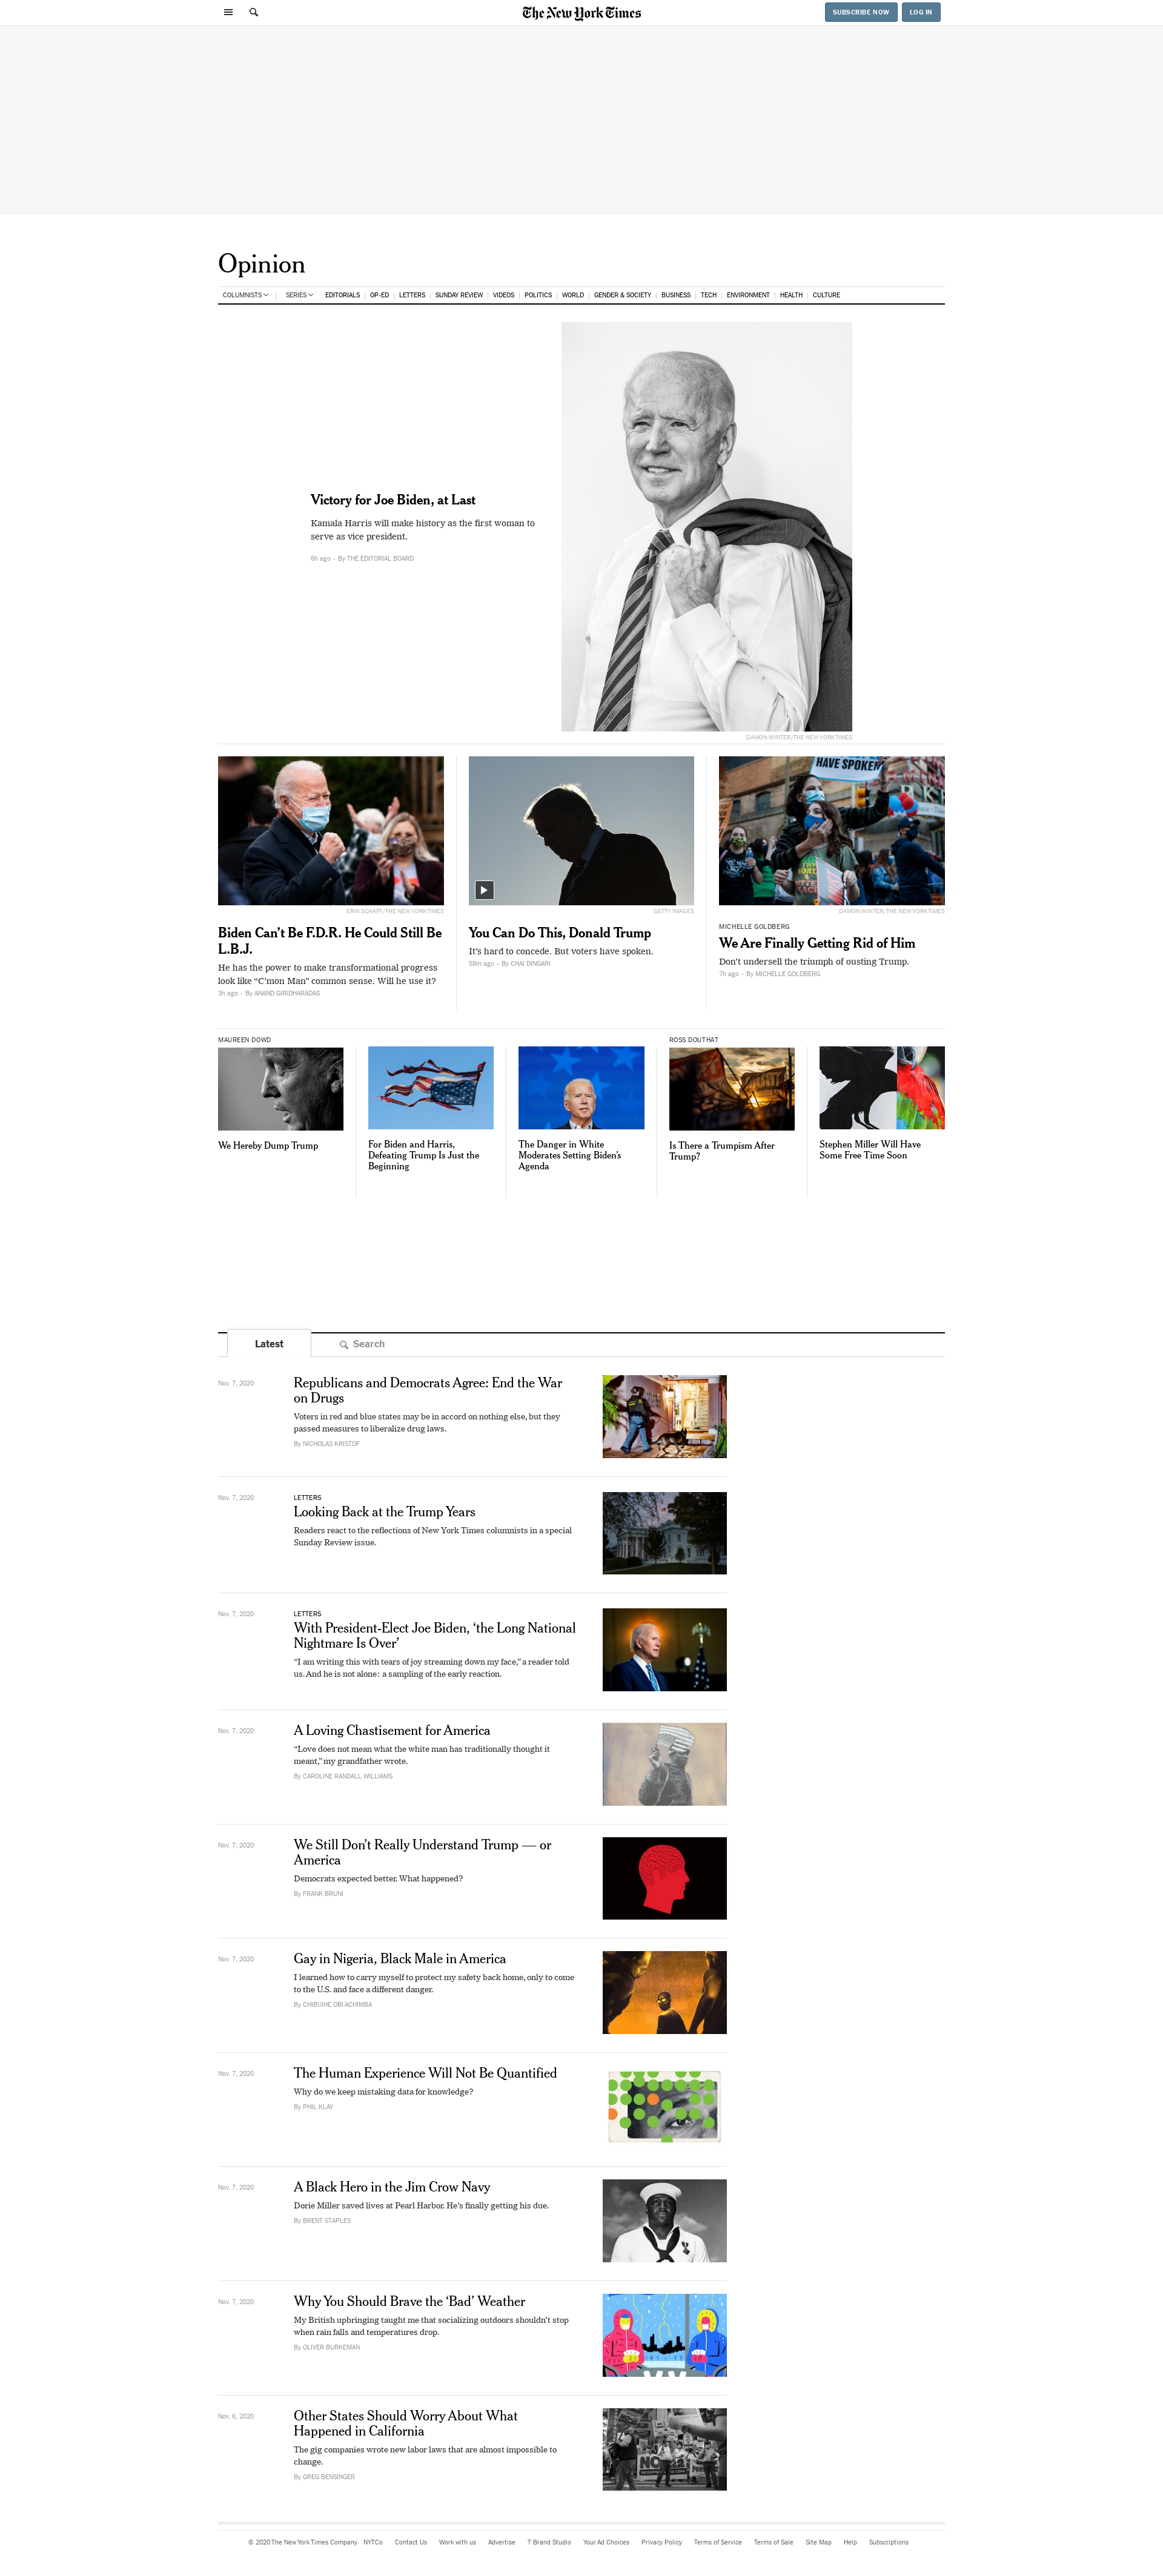 The New York Times
SUBSCRIBE NOW
LOG IN
Opinion
COLUMNISTS | SERIES EDITORIALS | OP-ED | LETTERS | SUNDAY REVIEW | VIDEOS | POLITICS | WORLD | GENDER & SOCIETY | BUSINESS | TECH | ENVIRONMENT | HEALTH | CULTURE
Victory for Joe Biden, at Last
Kamala Harris will make history as the first woman to
serve as vice president.
6h ago • By THE EDITORIAL BOARD
DAMON WINTER/THE NEW YORK TIMES
ERIN SCHAFF/THE NEW YORK TIMES
Biden Can’t Be F.D.R. He Could Still Be
L.B.J.
He has the power to make transformational progress
look like “C’mon Man” common sense. Will he use it?
3h ago • By ANAND GIRIDHARADAS
GETTY IMAGES
You Can Do This, Donald Trump
It’s hard to concede. But voters have spoken.
58m ago • By CHAI DINGARI
HAVE SPOKEN
DAMON WINTER/THE NEW YORK TIMES
MICHELLE GOLDBERG
We Are Finally Getting Rid of Him
Don’t undersell the triumph of ousting Trump.
7h ago • By MICHELLE GOLDBERG
MAUREEN DOWD
We Hereby Dump Trump
For Biden and Harris,
Defeating Trump Is Just the
Beginning
The Danger in White
Moderates Setting Biden’s
Agenda
ROSS DOUTHAT
Is There a Trumpism After
Trump?
Stephen Miller Will Have
Some Free Time Soon
Latest
Search
Nov. 7, 2020
Republicans and Democrats Agree: End the War
on Drugs
Voters in red and blue states may be in accord on nothing else, but they
passed measures to liberalize drug laws.
By NICHOLAS KRISTOF
Nov. 7, 2020
LETTERS
Looking Back at the Trump Years
Readers react to the reflections of New York Times columnists in a special
Sunday Review issue.
Nov. 7, 2020
LETTERS
With President-Elect Joe Biden, ‘the Long National
Nightmare Is Over’
“I am writing this with tears of joy streaming down my face,” a reader told
us. And he is not alone: a sampling of the early reaction.
Nov. 7, 2020
A Loving Chastisement for America
“Love does not mean what the white man has traditionally thought it
meant,” my grandfather wrote.
By CAROLINE RANDALL WILLIAMS
Nov. 7, 2020
We Still Don’t Really Understand Trump — or
America
Democrats expected better. What happened?
By FRANK BRUNI
Nov. 7, 2020
Gay in Nigeria, Black Male in America
I learned how to carry myself to protect my safety back home, only to come
to the U.S. and face a different danger.
By CHIBUIHE OBI ACHIMBA
Nov. 7, 2020
The Human Experience Will Not Be Quantified
Why do we keep mistaking data for knowledge?
By PHIL KLAY
Nov. 7, 2020
A Black Hero in the Jim Crow Navy
Dorie Miller saved lives at Pearl Harbor. He’s finally getting his due.
By BRENT STAPLES
Nov. 7, 2020
Why You Should Brave the ‘Bad’ Weather
My British upbringing taught me that socializing outdoors shouldn’t stop
when rain falls and temperatures drop.
By OLIVER BURKEMAN
Nov. 6, 2020
Other States Should Worry About What
Happened in California
The gig companies wrote new labor laws that are almost impossible to
change.
By GREG BENSINGER
© 2020 The New York Times Company NYTCo Contact Us Work with us Advertise T Brand Studio Your Ad Choices Privacy Policy Terms of Service Terms of Sale Site Map Help Subscriptions